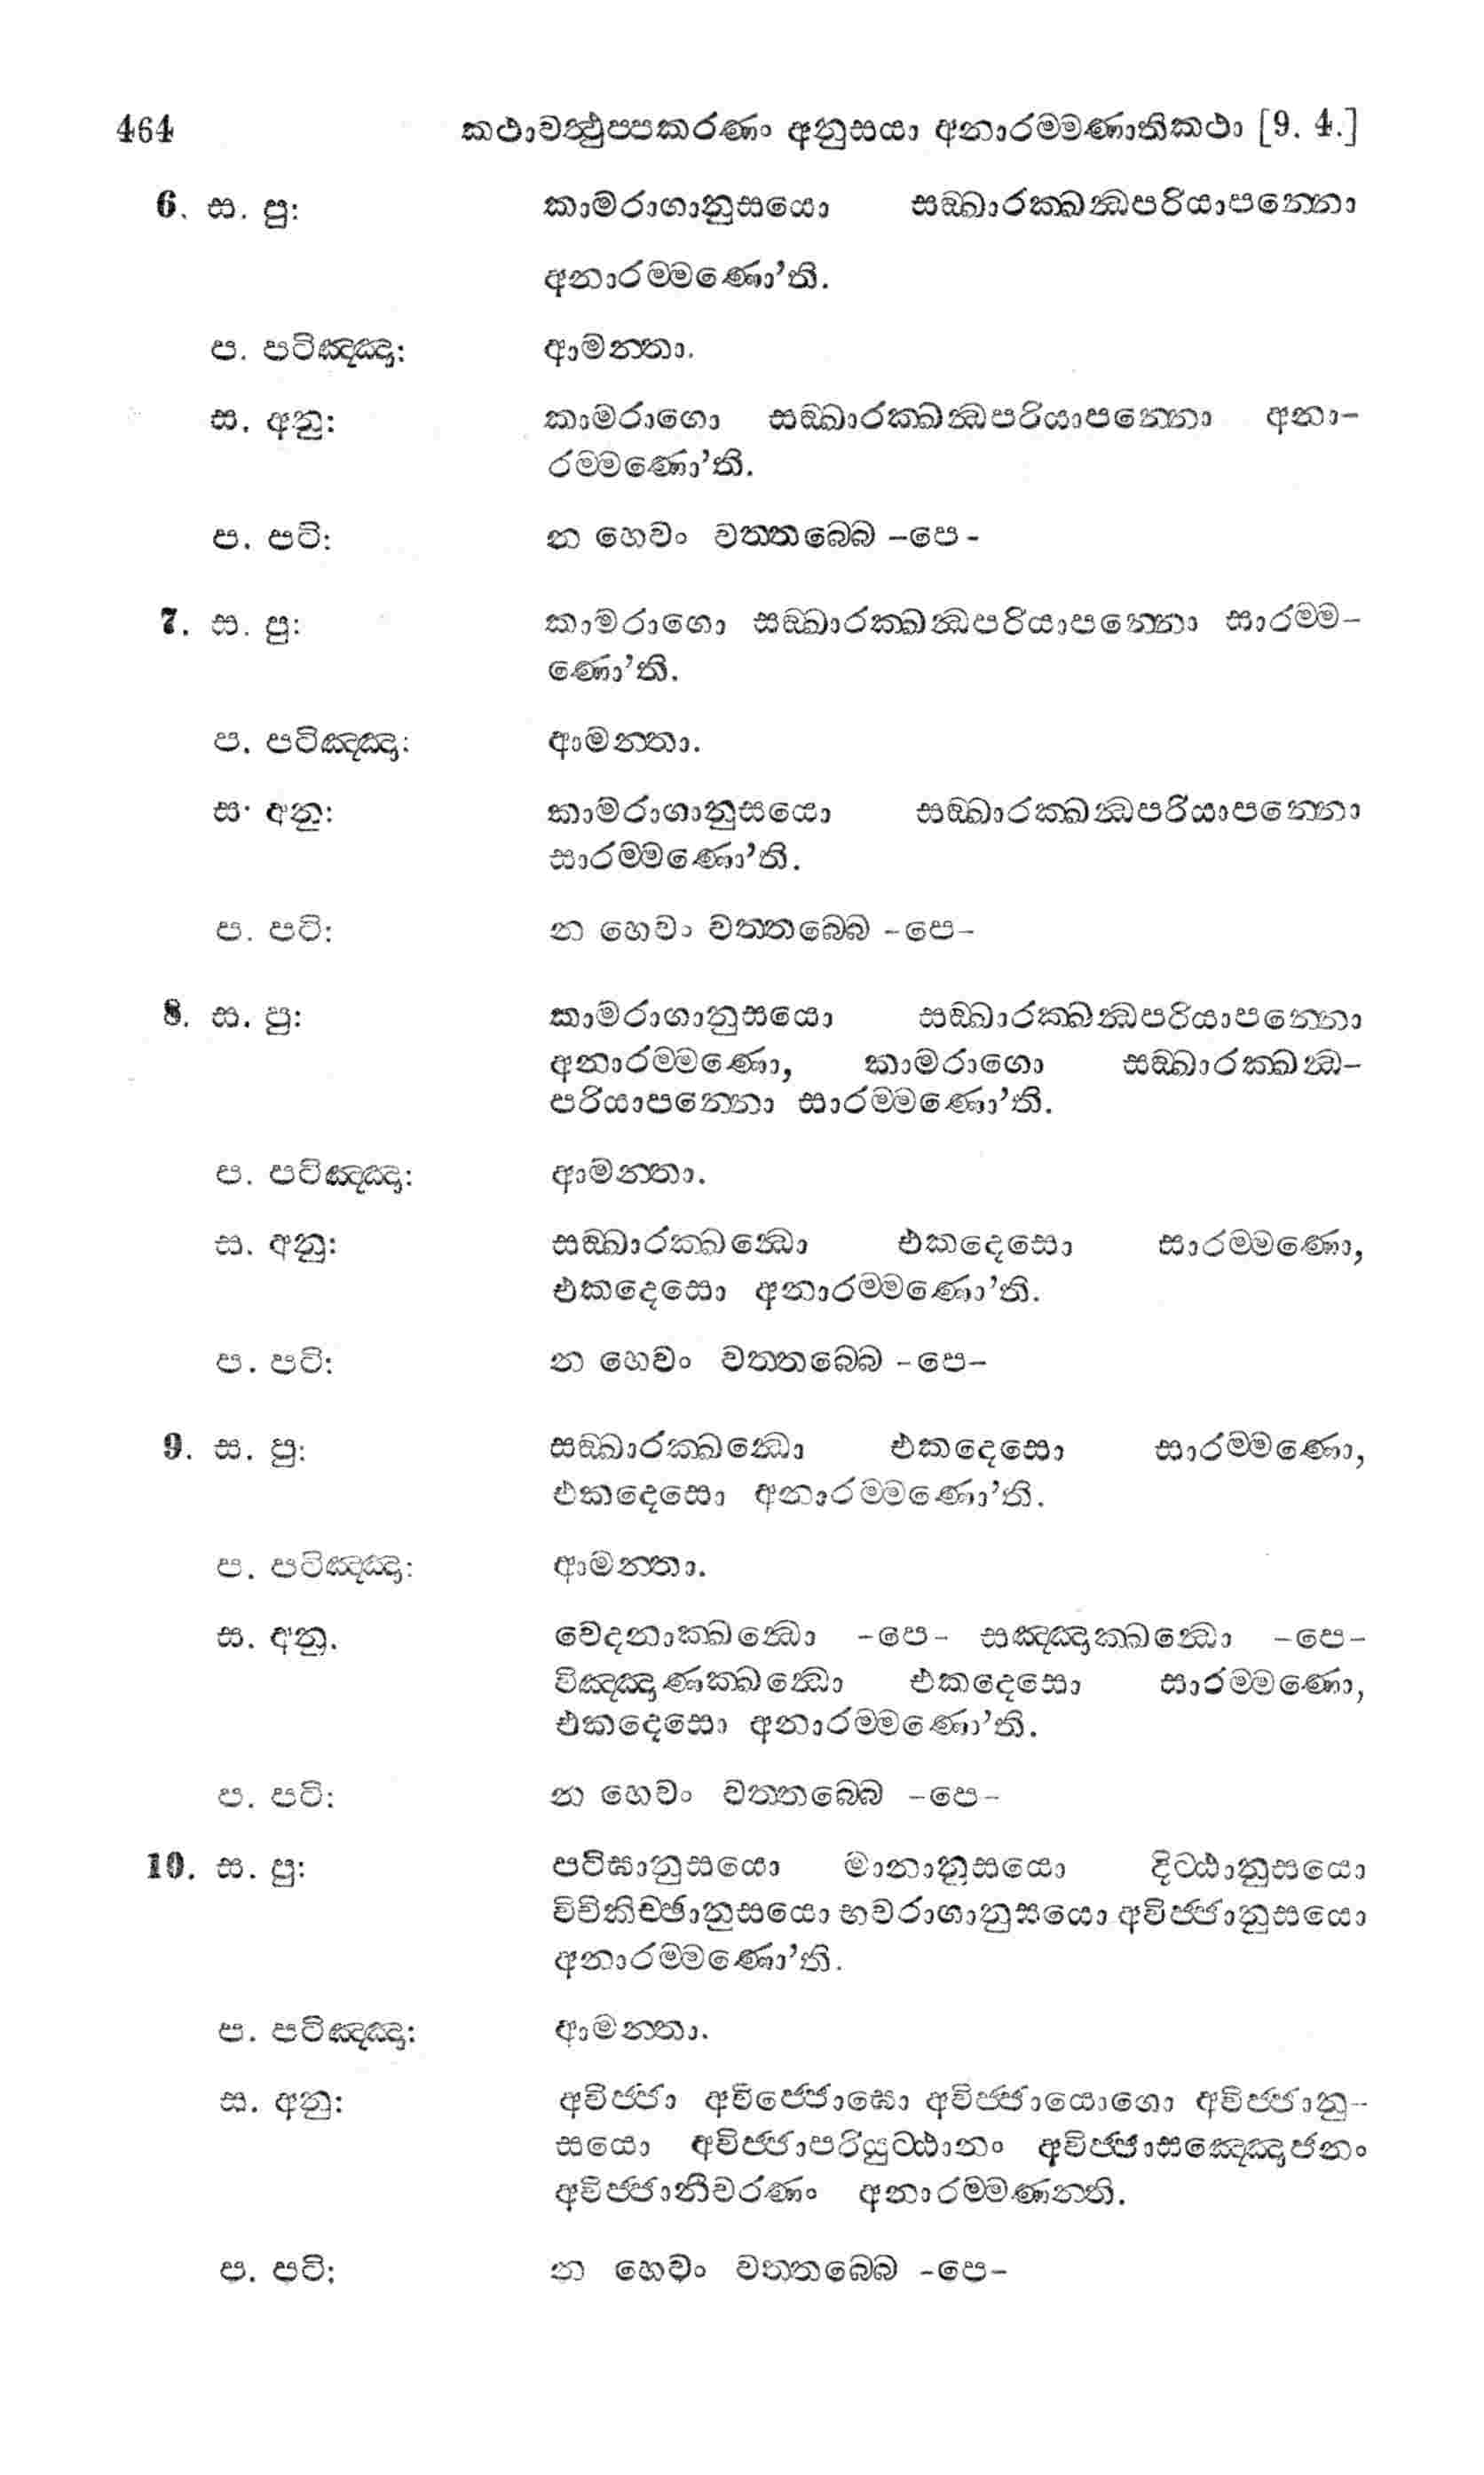 464 කථාවත්‍ථුප්‍පකරණං අනුසයා අනාරම්මණාතිකථා [9. 4.]
6. ස. පු: කාමරාගානුසයො සඞ්ඛාරක්ඛන්ධපරියාපන්නො
අනාරම්මණො’ති.
ප. පටිඤ්ඤා: ආමන්තා.
ස. අනු: කාමරාගො සඞ්ඛාරක්ඛන්ධපරියාපන්නො අනා-
රම්මණො’ති.
ප. පටි: න හෙවං වත්තබ්බෙ -පෙ-
7. ස. පු: කාමරාගො සඞ්ඛාරක්ඛන්ධපරියාපන්නො සාරම්ම-
ණො’ති.
ප. පටිඤ්ඤා: ආමන්තා.
ස. අනු: කාමරාගානුසයො සඞ්ඛාරක්ඛන්ධපරියාපන්නො
සාරම්මණො’ති.
ප. පටි: න හෙවං වත්තබ්බෙ -පෙ-
8. ස. පු: කාමරාගානුසයො සඞ්ඛාරක්ඛන්ධපරියාපන්නො
අනාරම්මණො, කාමරාගො සඞ්ඛාරක්ඛන්ධ-
පරියාපන්නො සාරම්මණො’ති.
ප. පටිඤ්ඤා: ආමන්තා.
ස. අනු: සඞ්ඛාරක්ඛන්ධො එකදෙසො සාරම්මණො,
එකදෙසො අනාරම්මණො’ති.
ප. පටි: න හෙවං වත්තබ්බෙ -පෙ-
9. ස. පු: සඞ්ඛාරක්ඛන්ධො එකදෙසො සාරම්මණො,
එකදෙසො අනාරම්මණො’ති.
ප. පටිඤ්ඤා: ආමන්තා.
ස. අනු. වෙදනාක්ඛන්ධො -පෙ- සඤ්ඤාක්ඛන්ධො -පෙ-
විඤ්ඤාණක්ඛන්ධො එකදෙසො සාරම්මණො,
එකදෙසො අනාරම්මණො’ති.
ප. පටි: න හෙවං වත්තබ්බෙ -පෙ-
10. ස. පු: පටිඝානුසයො මානානුසයො දිට්ඨානුසයො
විචිකිච්ඡානුසයො භවරාගානුසයො අවිජ්ජානුසයො
අනාරම්මණො’ති.
ප. පටිඤ්ඤා: ආමන්තා.
ස. අනු: අවිජ්ජා අවිජ්ජොඝො අවිජ්ජායොගො අවිජ්ජානු-
සයො අවිජ්ජාපරියුට්ඨානං අවිජ්ජාසඤ්ඤොජනං
අවිජ්ජානීවරණං අනාරම්මණන්ති.
ප. පටි: න හෙවං වත්තබ්බෙ -පෙ-